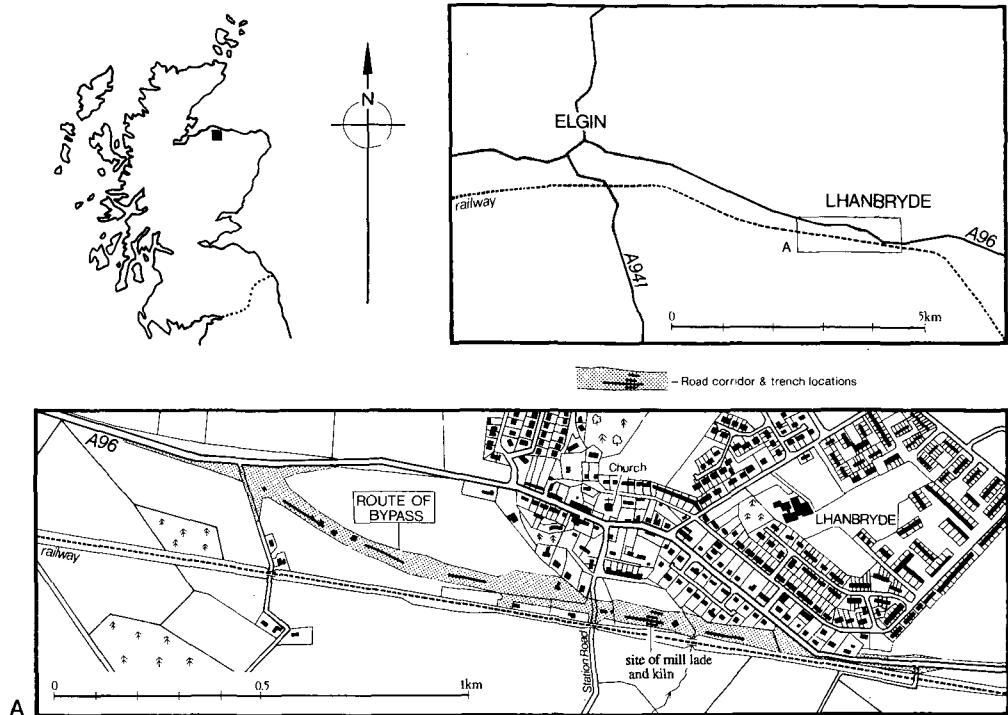 N
ELGIN
railway
LHANBRYDE
A
A96
A941
0 5km
– Road corridor & trench locations
A96
Church
ROUTE OF
BYPASS
LHANBRYDE
railway
Station Road
site of mill lade
and kiln
0 0.5 1km
A